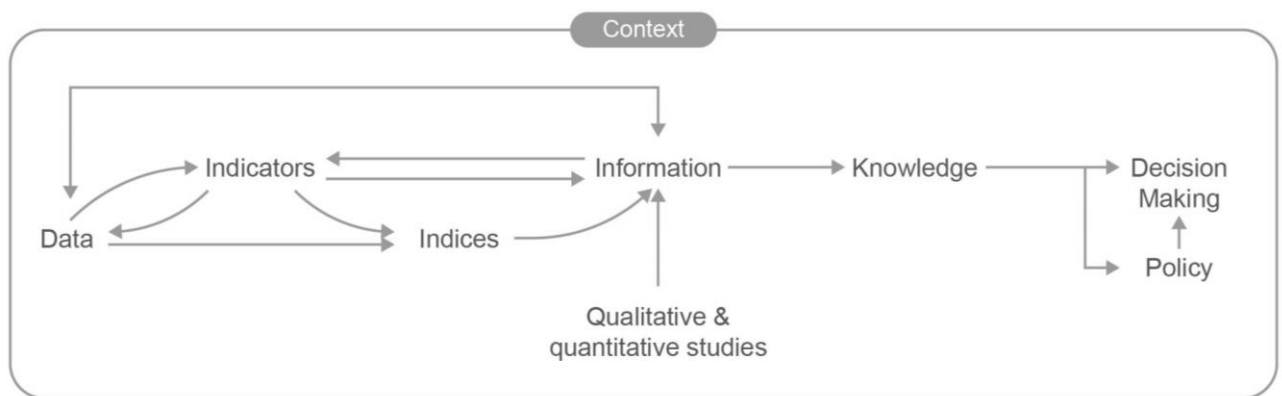 Context
Indicators
Information
Knowledge
Decision
Making
Data
Indices
Policy
Qualitative &
quantitative studies